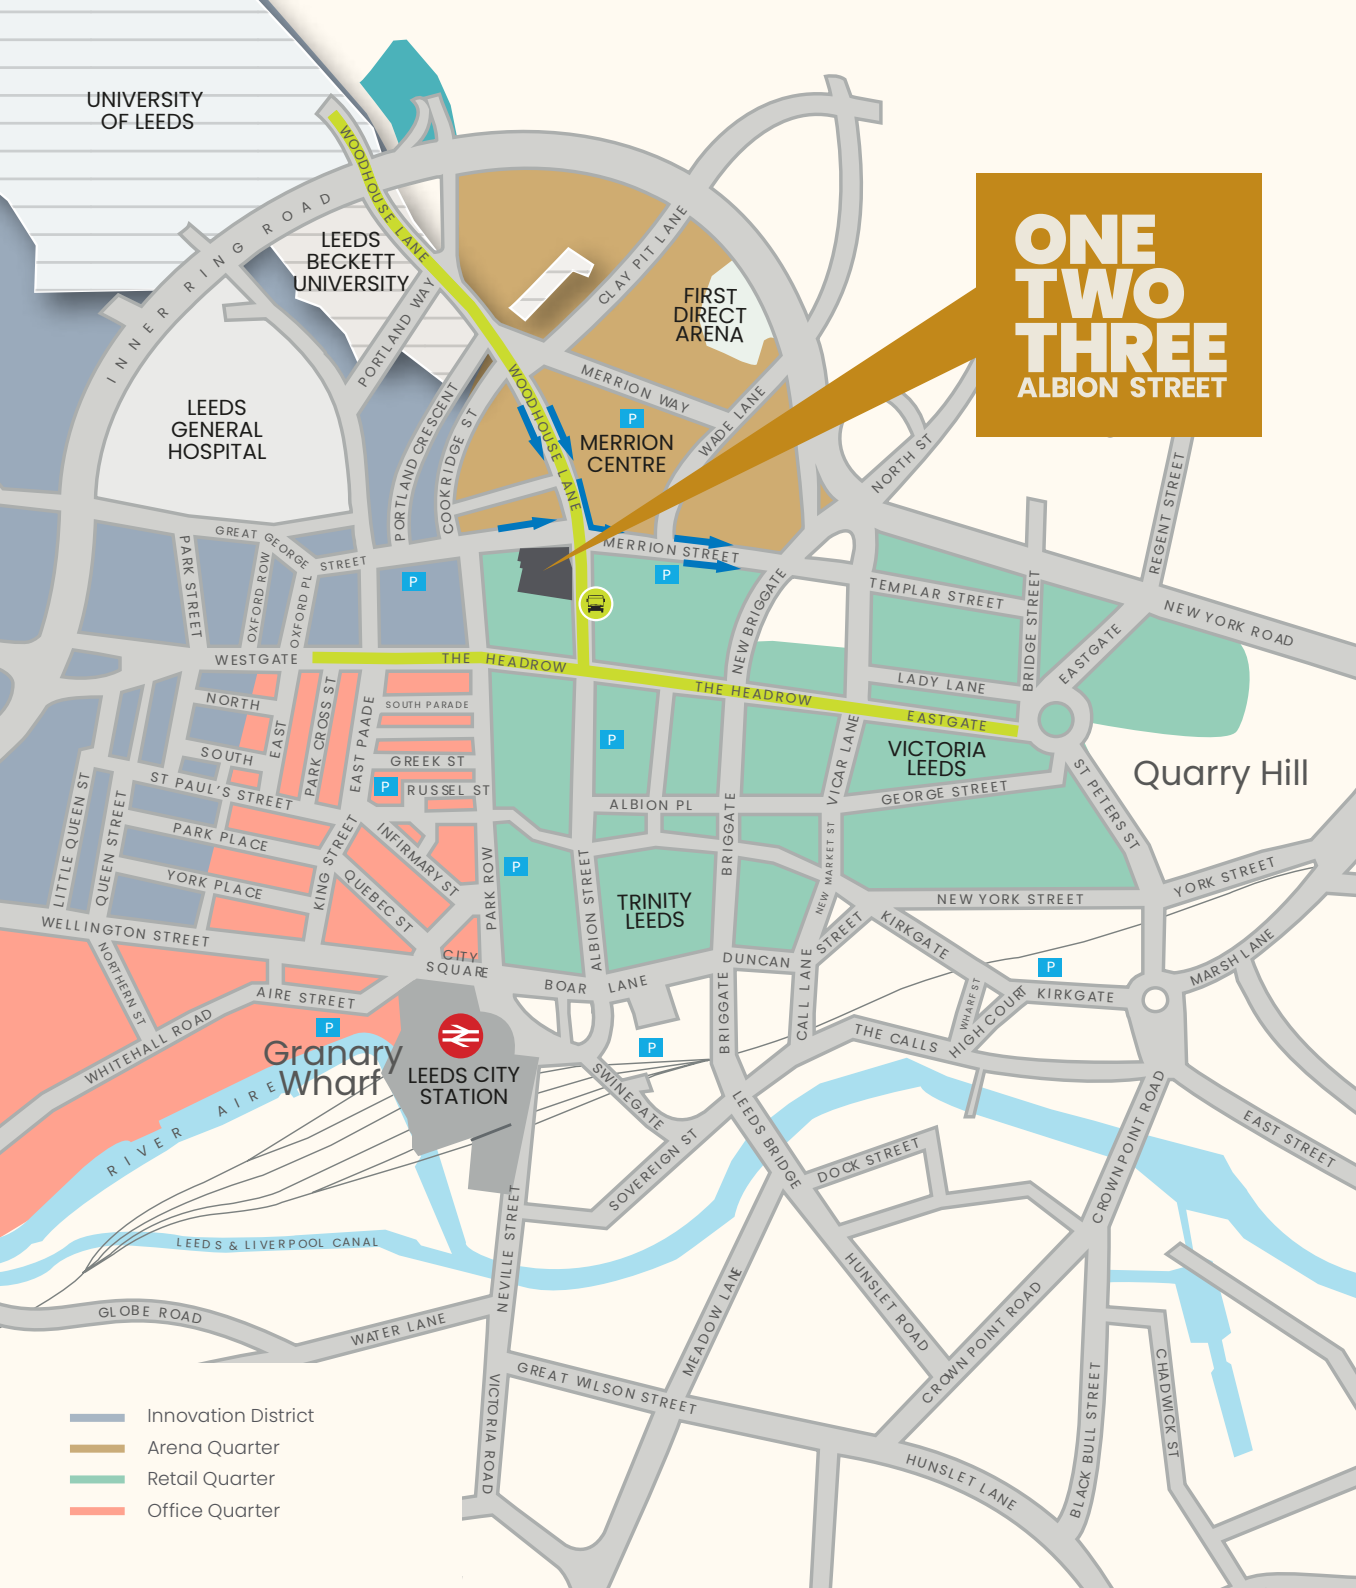 UNIVERSITY
OF LEEDS
WOODHOUSE LANE
INNER RING ROAD
LEEDS
BECKETT
UNIVERSITY
PORTLAND WAY
CLAY PIT LANE
FIRST
DIRECT
ARENA
ONE
TWO
THREE
ALBION STREET
LEEDS
GENERAL
HOSPITAL
PORTLAND CRESCENT
COOKRIDGE ST
WOODHOUSE LANE
MERRION WAY
P
MERRION
CENTRE
WADE LANE
NORTH ST
REGENT STREET
GREAT GEORGE STREET
PARK STREET
OXFORD ROW
OXFORD PL
P
MERRION STREET
P
NEW BRIGGATE
TEMPLAR STREET
BRIDGE STREET
EASTGATE
NEW YORK ROAD
WESTGATE
THE HEADROW
THE HEADROW
LADY LANE
EASTGATE
NORTH
SOUTH
EAST
PARK CROSS ST
EAST PARADE
SOUTH PARADE
GREEK ST
P
RUSSEL ST
P
VICAR LANE
VICTORIA
LEEDS
GEORGE STREET
Quarry Hill
ST PETERS ST
ST PAUL'S STREET
LITTLE QUEEN ST
QUEEN STREET
PARK PLACE
YORK PLACE
KING STREET
INFIRMARY ST
QUEBEC ST
PARK ROW
P
ALBION PL
ALBION STREET
BRIGGATE
NEW MARKET ST
TRINITY
LEEDS
NEW YORK STREET
YORK STREET
WELLINGTON STREET
NORTHERN ST
CITY
SQUARE
BOAR LANE
DUNCAN STREET
KIRKGATE
P
KIRKGATE
MARSH LANE
AIRE STREET
WHITEHALL ROAD
P
Granary
Wharf
LEEDS CITY
STATION
P
BRIGGATE
CALL LANE
THE CALLS
WHARF ST
HIGH COURT
SWINEGATE
SOVEREIGN ST
LEEDS BRIDGE
DOCK STREET
CROWN POINT ROAD
EAST STREET
RIVER AIRE
LEEDS & LIVERPOOL CANAL
NEVILLE STREET
GLOBE ROAD
WATER LANE
MEADOW LANE
HUNSLET ROAD
CROWN POINT ROAD
GREAT WILSON STREET
VICTORIA ROAD
HUNSLET LANE
BLACK BULL STREET
CHADWICK ST
Innovation District
Arena Quarter
Retail Quarter
Office Quarter